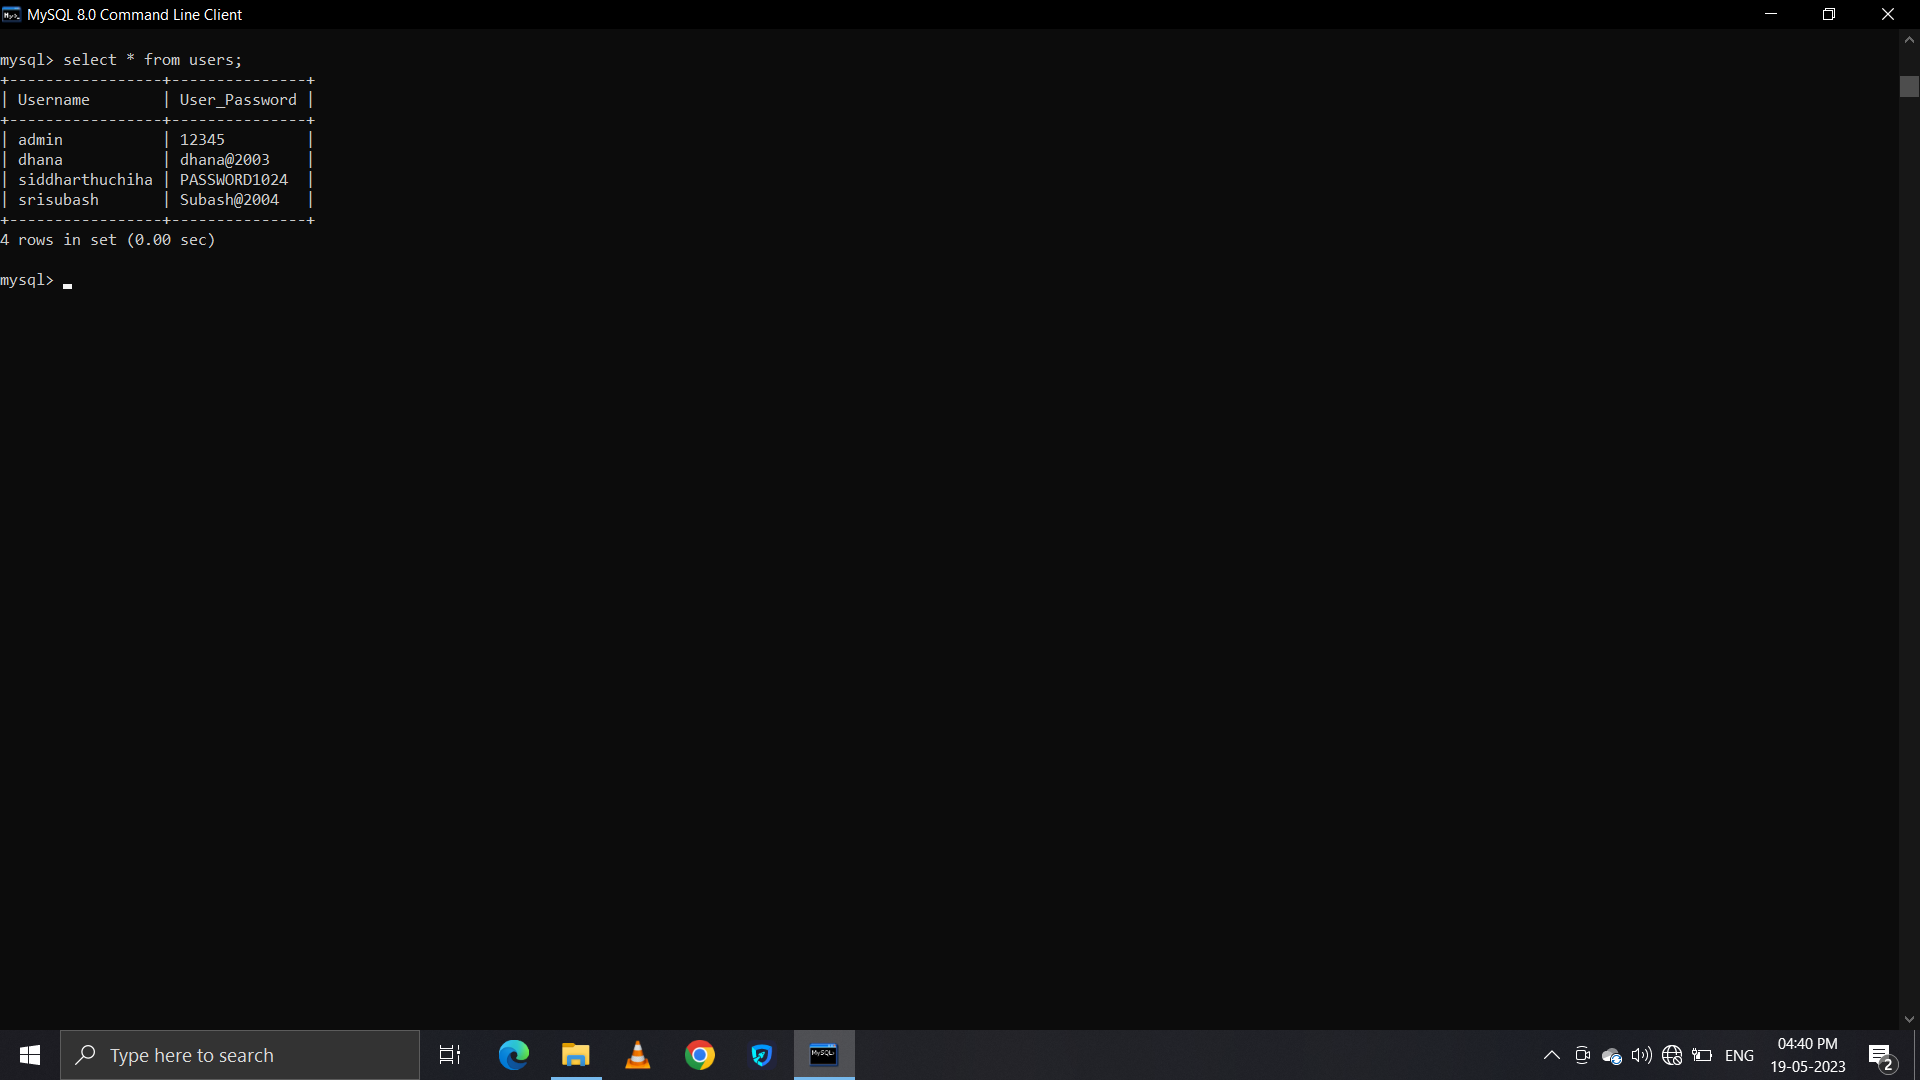 MySQL 8.0 Command Line Client
mysql> select * from users;
+-----------------+---------------+
| Username        | User_Password |
+-----------------+---------------+
| admin           | 12345         |
| dhana           | dhana@2003    |
| siddharthuchiha | PASSWORD1024  |
| srisubash       | Subash@2004   |
+-----------------+---------------+
4 rows in set (0.00 sec)
mysql>
Type here to search
ENG
04:40 PM
19-05-2023
2